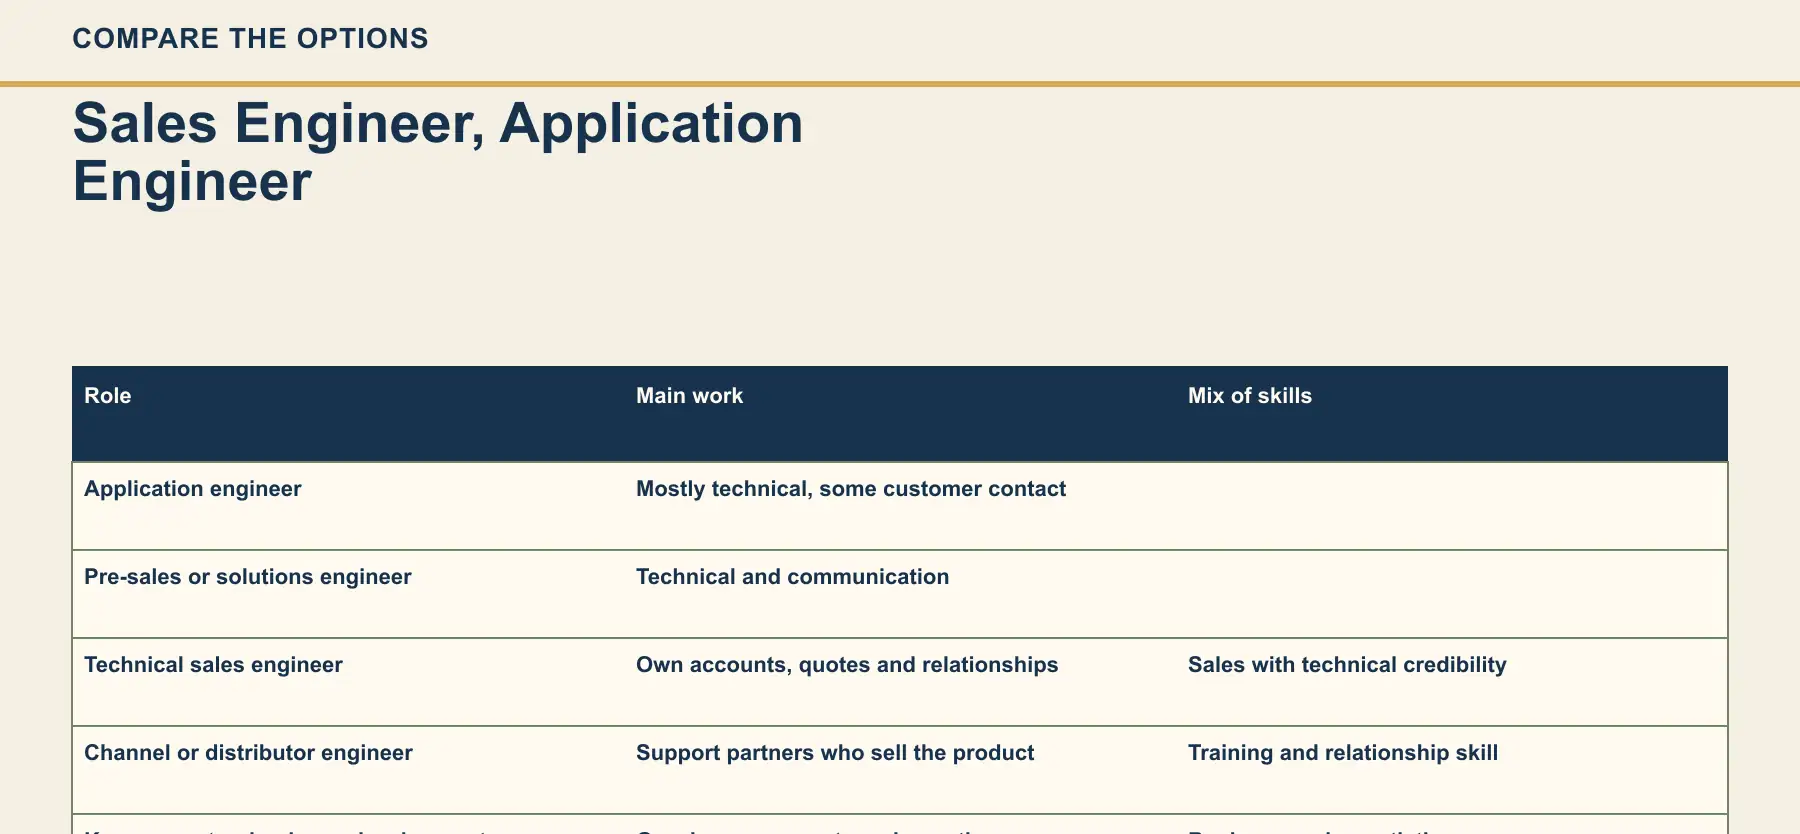 COMPARE THE OPTIONS
Sales Engineer, Application
Engineer
Role Main work Mix of skills
Application engineer Mostly technical, some customer contact
Pre-sales or solutions engineer Technical and communication
Technical sales engineer Own accounts, quotes and relationships Sales with technical credibility
Channel or distributor engineer Support partners who sell the product Training and relationship skill